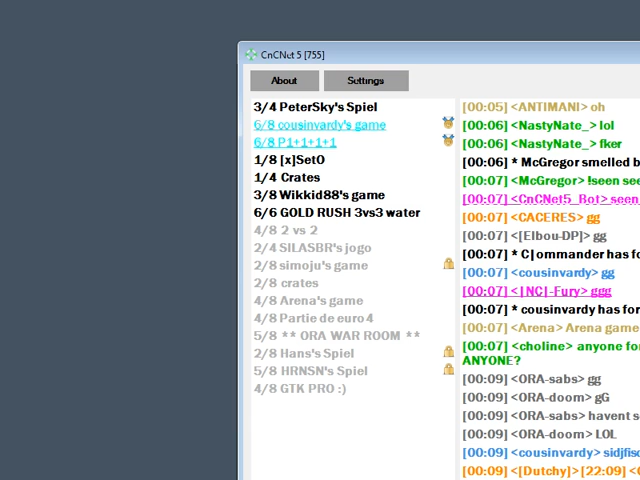 CnCNet 5 [755]
About
Settings
3/4 PeterSky's Spiel
6/8 cousinvardy's game
6/8 P1+1+1+1
1/8 [x]SetO
1/4 Crates
3/8 Wikkid88's game
6/6 GOLD RUSH 3vs3 water
4/8 2 vs 2
2/4 SILASBR's jogo
2/8 simoju's game
2/8 crates
4/8 Arena's game
4/8 Partie de euro4
5/8 ** ORA WAR ROOM **
2/8 Hans's Spiel
5/8 HRNSN's Spiel
4/8 GTK PRO :)
[00:05] <ANTIMANI> oh
[00:06] <NastyNate_> lol
[00:06] <NastyNate_> fker
[00:06] * McGregor smelled b
[00:07] <McGregor> !seen see
[00:07] <CnCNet5_Bot> seen
[00:07] <CACERES> gg
[00:07] <[Elbou-DP]> gg
[00:07] * C|ommander has fo
[00:07] <cousinvardy> gg
[00:07] <|NC|-Fury> ggg
[00:07] * cousinvardy has for
[00:07] <Arena> Arena game
[00:07] <choline> anyone fo
ANYONE?
[00:09] <ORA-sabs> gg
[00:09] <ORA-doom> gG
[00:09] <ORA-sabs> havent s
[00:09] <ORA-doom> LOL
[00:09] <cousinvardy> sidjfisc
[00:09] <[Dutchy]> [22:09] <